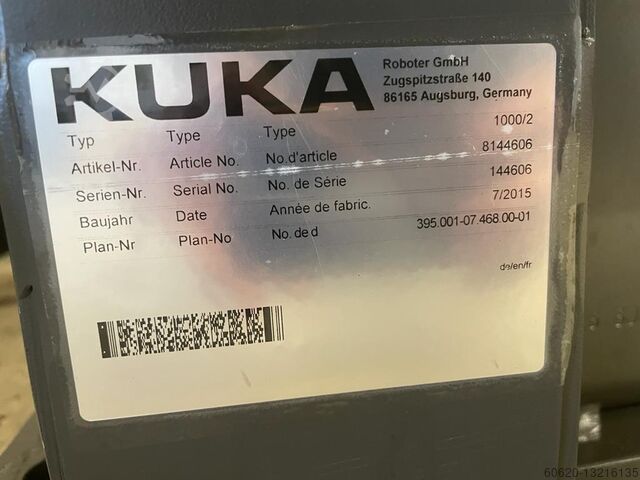 KUKA
Roboter GmbH
Zugspitzstraße 140
86165 Augsburg, Germany
Typ Type Type 1000/2
Artikel-Nr. Article No. No.d'article 8144606
Serien-Nr. Serial No. No. de Série 144606
Baujahr Date Année de fabric. 7/2015
Plan-Nr Plan-No No. de d 395.001-07.468.00-01
de/en/fr
60620-13216135